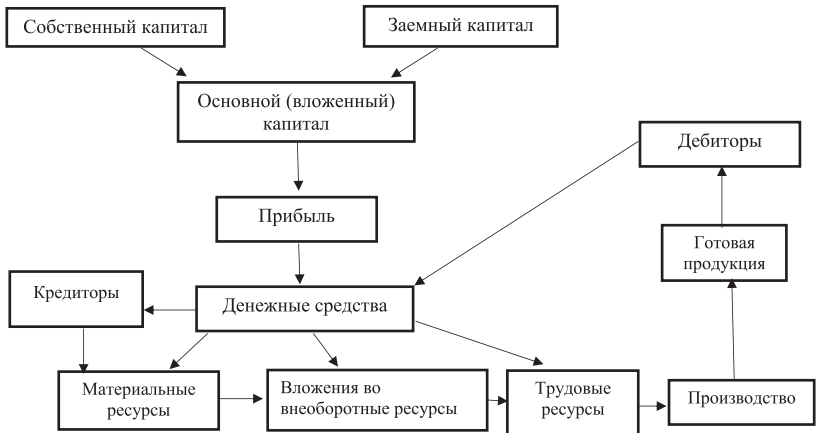 Собственный капитал
Заемный капитал
Основной (вложенный)
капитал
Дебиторы
Прибыль
Готовая
продукция
Кредиторы
Денежные средства
Материальные
ресурсы
Вложения во
внеоборотные ресурсы
Трудовые
ресурсы
Производство